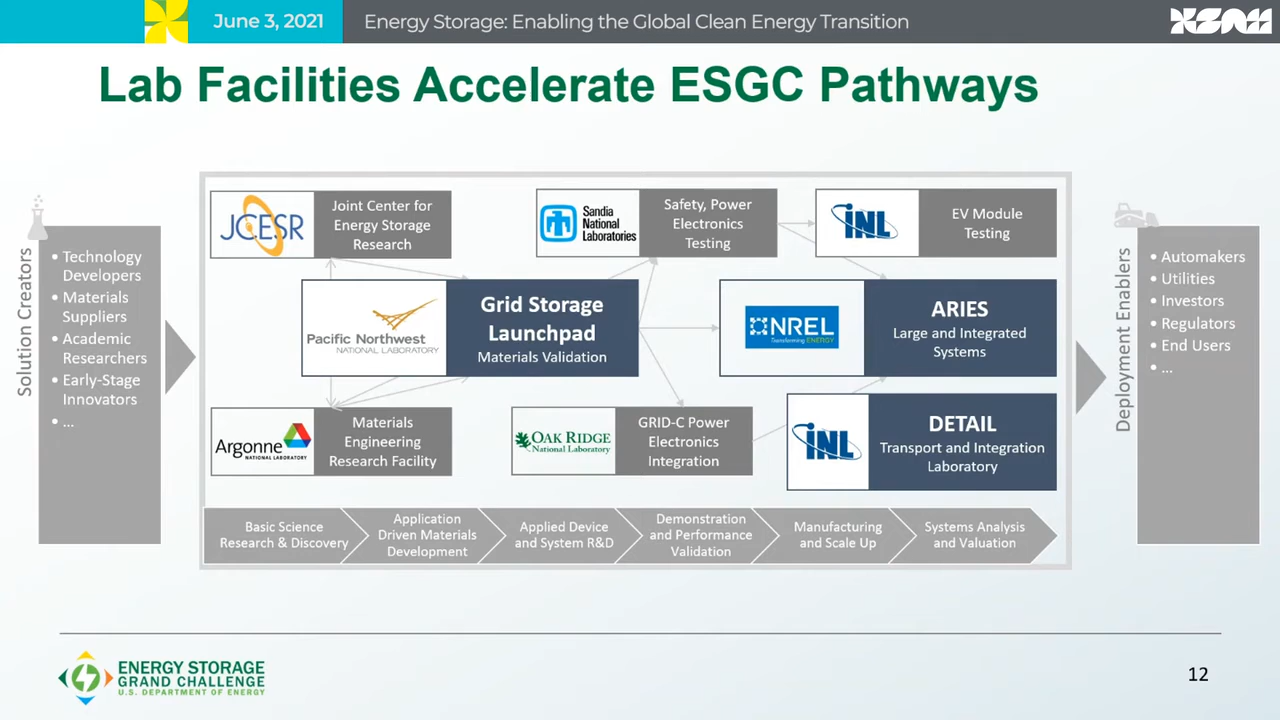 June 3, 2021
Energy Storage: Enabling the Global Clean Energy Transition
Lab Facilities Accelerate ESGC Pathways
Solution Creators
• Technology
Developers
• Materials
Suppliers
• Academic
Researchers
• Early-Stage
Innovators
• ...
JCESR
Joint Center for
Energy Storage
Research
Sandia
National
Laboratories
Safety, Power
Electronics
Testing
INL
EV Module
Testing
Pacific Northwest
NATIONAL LABORATORY
Grid Storage
Launchpad
Materials Validation
NREL
Transforming ENERGY
ARIES
Large and Integrated
Systems
Argonne
NATIONAL LABORATORY
Materials
Engineering
Research Facility
OAK RIDGE
National Laboratory
GRID-C Power
Electronics
Integration
INL
DETAIL
Transport and Integration
Laboratory
Basic Science
Research & Discovery
Application
Driven Materials
Development
Applied Device
and System R&D
Demonstration
and Performance
Validation
Manufacturing
and Scale Up
Systems Analysis
and Valuation
Deployment Enablers
• Automakers
• Utilities
• Investors
• Regulators
• End Users
• ...
ENERGY STORAGE
GRAND CHALLENGE
U.S. DEPARTMENT OF ENERGY
12